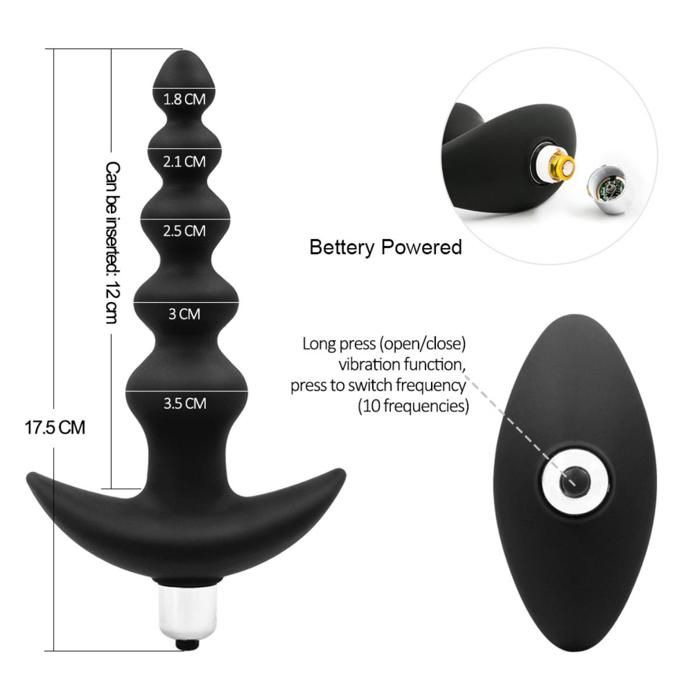 1.8 CM
2.1 CM
2.5 CM
3 CM
3.5 CM
Can be inserted: 12 cm
17.5 CM
Bettery Powered
Long press (open/close)
vibration function,
press to switch frequency
(10 frequencies)